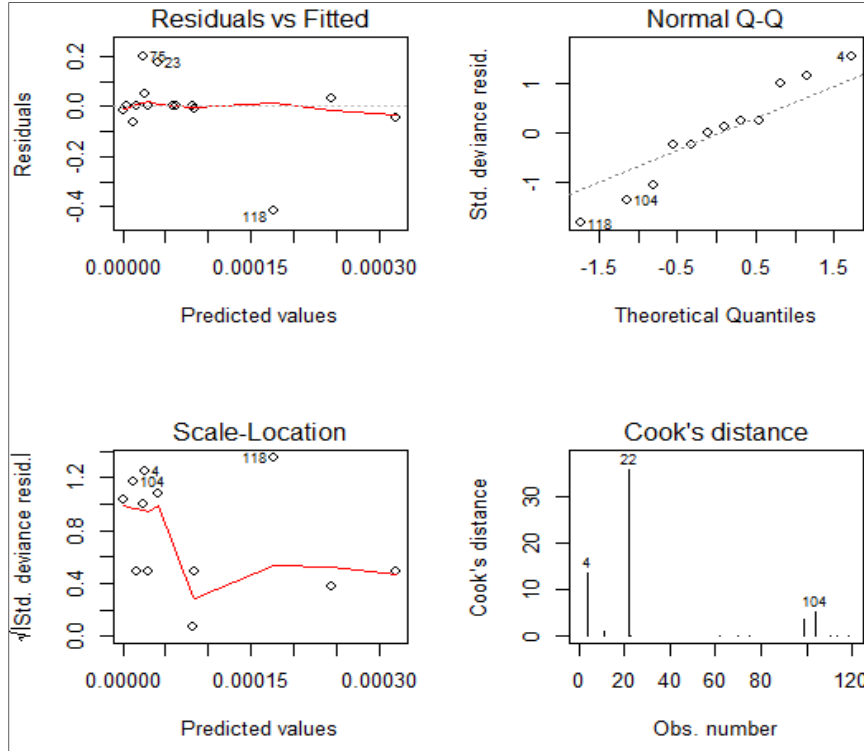 Residuals vs Fitted
Residuals
0.2
0.0
-0.2
-0.4
75
23
118
0.00000 0.00015 0.00030
Predicted values
Normal Q-Q
Std. deviance resid.
1
0
-1
4
104
118
-1.5 -0.5 0.5 1.5
Theoretical Quantiles
Scale-Location
√|Std. deviance resid.|
1.2
0.8
0.4
0.0
118
4
104
0.00000 0.00015 0.00030
Predicted values
Cook's distance
Cook's distance
30
20
10
0
22
4
104
0 20 40 60 80 120
Obs. number